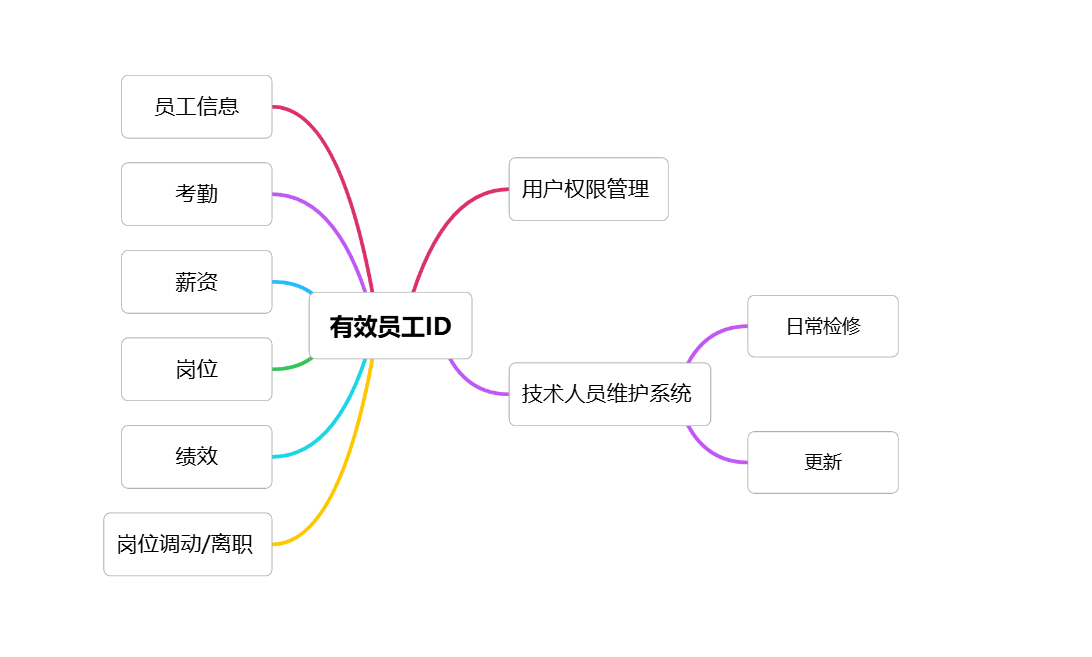 员工信息
考勤
薪资
岗位
绩效
岗位调动/离职
有效员工ID
用户权限管理
技术人员维护系统
日常检修
更新